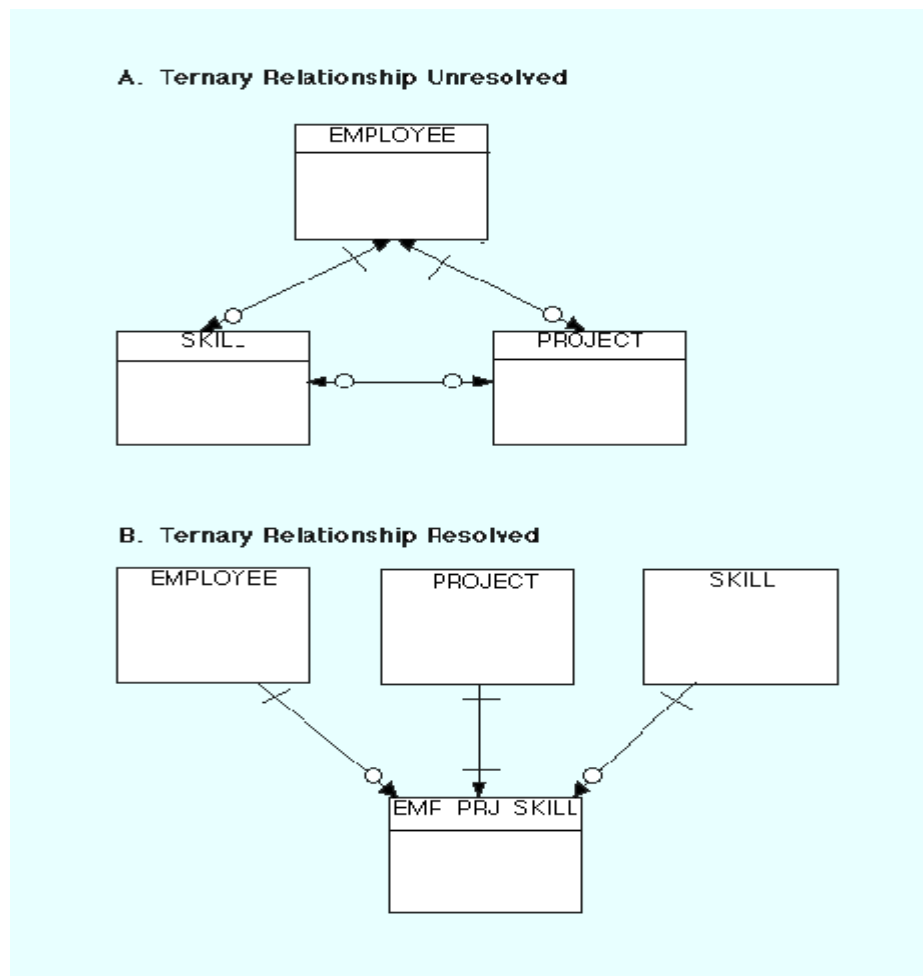 A. Ternary Relationship Unresolved
EMPLOYEE
SKIL_
PROJECT
B. Ternary Relationship Resolved
EMPLOYEE
PROJECT
SKILL
EMF PRJ SKILL